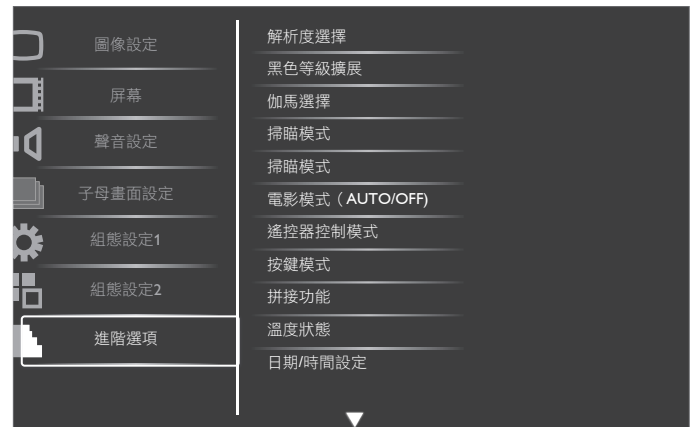 圖像設定
屏幕
聲音設定
子母畫面設定
組態設定1
組態設定2
進階選項
解析度選擇
黑色等級擴展
伽馬選擇
掃瞄模式
掃瞄模式
電影模式（AUTO/OFF)
遙控器控制模式
按鍵模式
拼接功能
溫度狀態
日期/時間設定